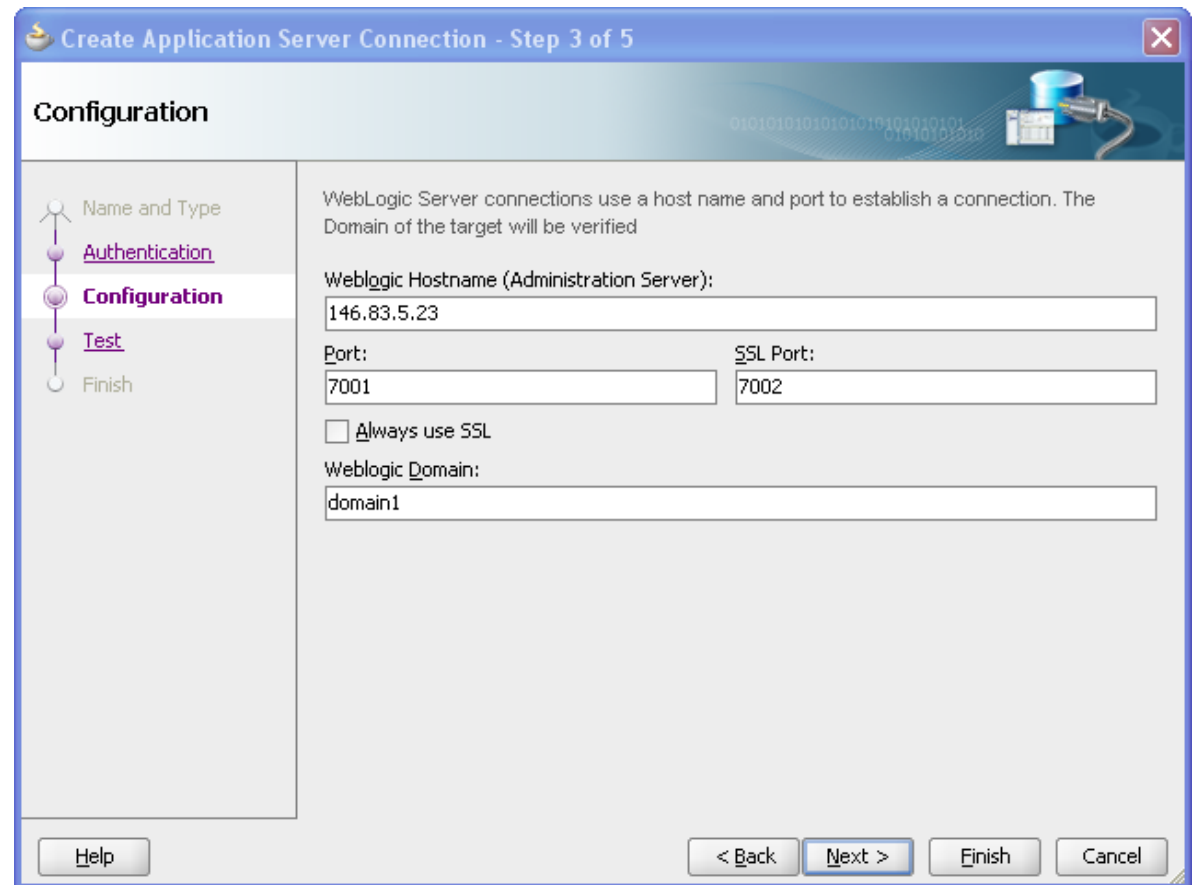 Create Application Server Connection - Step 3 of 5
Configuration
Name and Type
Authentication
Configuration
Test
Finish
WebLogic Server connections use a host name and port to establish a connection. The
Domain of the target will be verified
Weblogic Hostname (Administration Server):
146.83.5.23
Port:
SSL Port:
7001
7002
Always use SSL
Weblogic Domain:
domain1
Help
< Back
Next >
Finish
Cancel